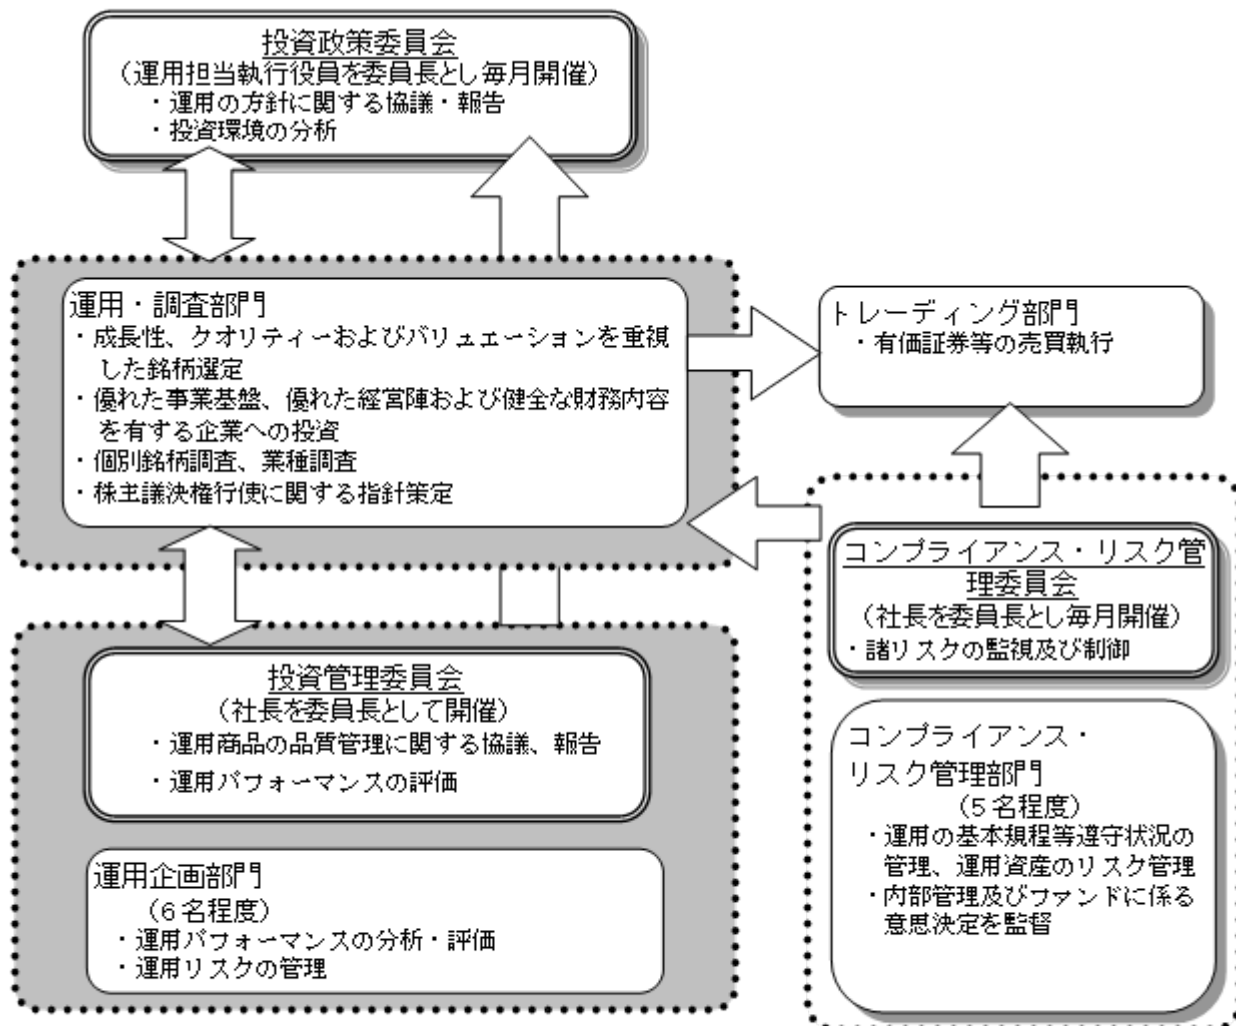 投資政策委員会
(運用担当執行役員を委員長とし毎月開催)
・運用の方針に関する協議・報告
・投資環境の分析
運用・調査部門
・成長性、クオリティーおよびバリュエーションを重視
した銘柄選定
・優れた事業基盤、優れた経営陣および健全な財務内容
を有する企業への投資
・個別銘柄調査、業種調査
・株主議決権行使に関する指針策定
トレーディング部門
・有価証券等の売買執行
コンプライアンス・リスク管
理委員会
(社長を委員長とし毎月開催)
・諸リスクの監視及び制御
投資管理委員会
(社長を委員長として開催)
・運用商品の品質管理に関する協議、報告
・運用パフォーマンスの評価
コンプライアンス・
リスク管理部門
(5名程度)
・運用の基本規程等遵守状況の
管理、運用資産のリスク管理
・内部管理及びファンドに係る
意思決定を監督
運用企画部門
(6名程度)
・運用パフォーマンスの分析・評価
・運用リスクの管理